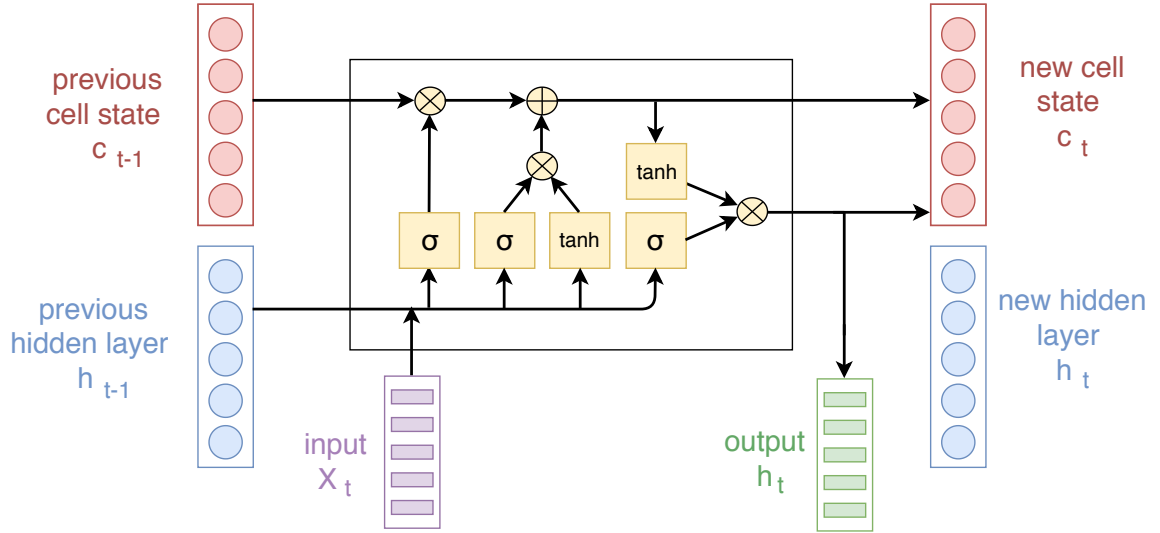 previous
cell state
c t-1
new cell
state
c t
tanh
σ
σ
tanh
σ
previous
hidden layer
h t-1
new hidden
layer
h t
input
X t
output
h t